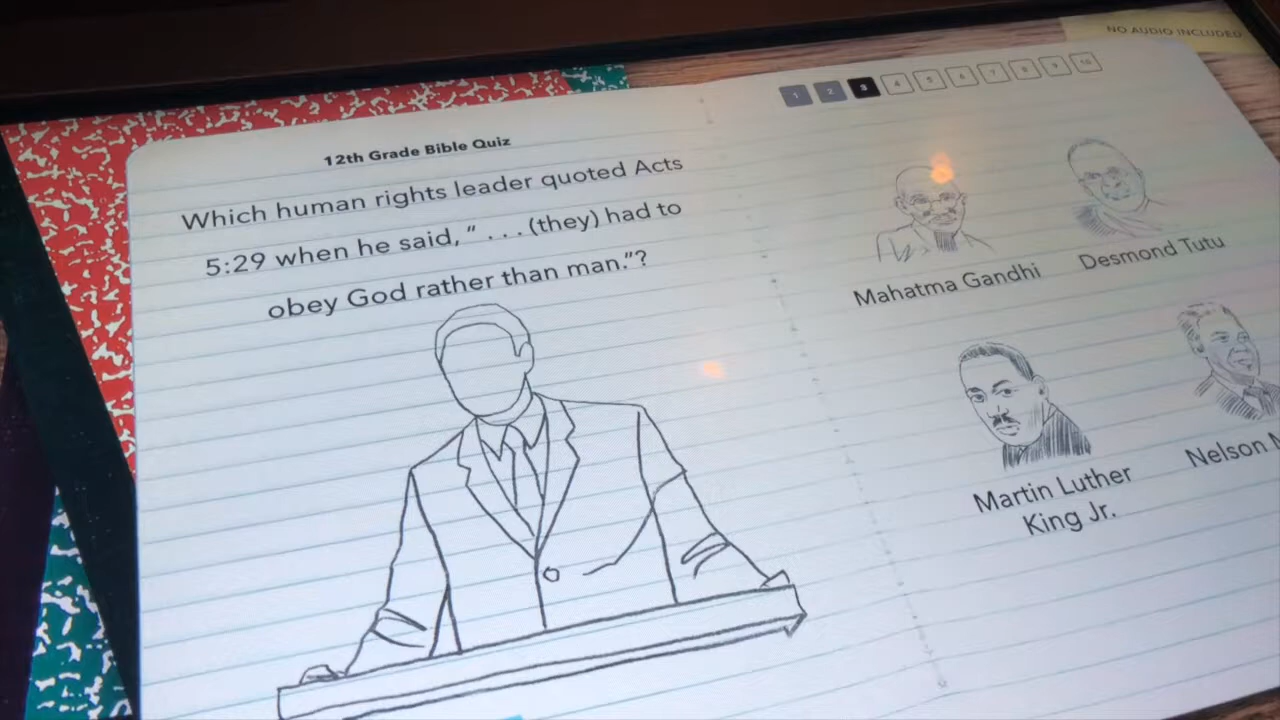 NO AUDIO INCLUDED
1 2 3 4 5 6 7 8 9 10
12th Grade Bible Quiz
Which human rights leader quoted Acts
5:29 when he said, " . . . (they) had to
obey God rather than man."?
Mahatma Gandhi
Desmond Tutu
Martin Luther
King Jr.
Nelson